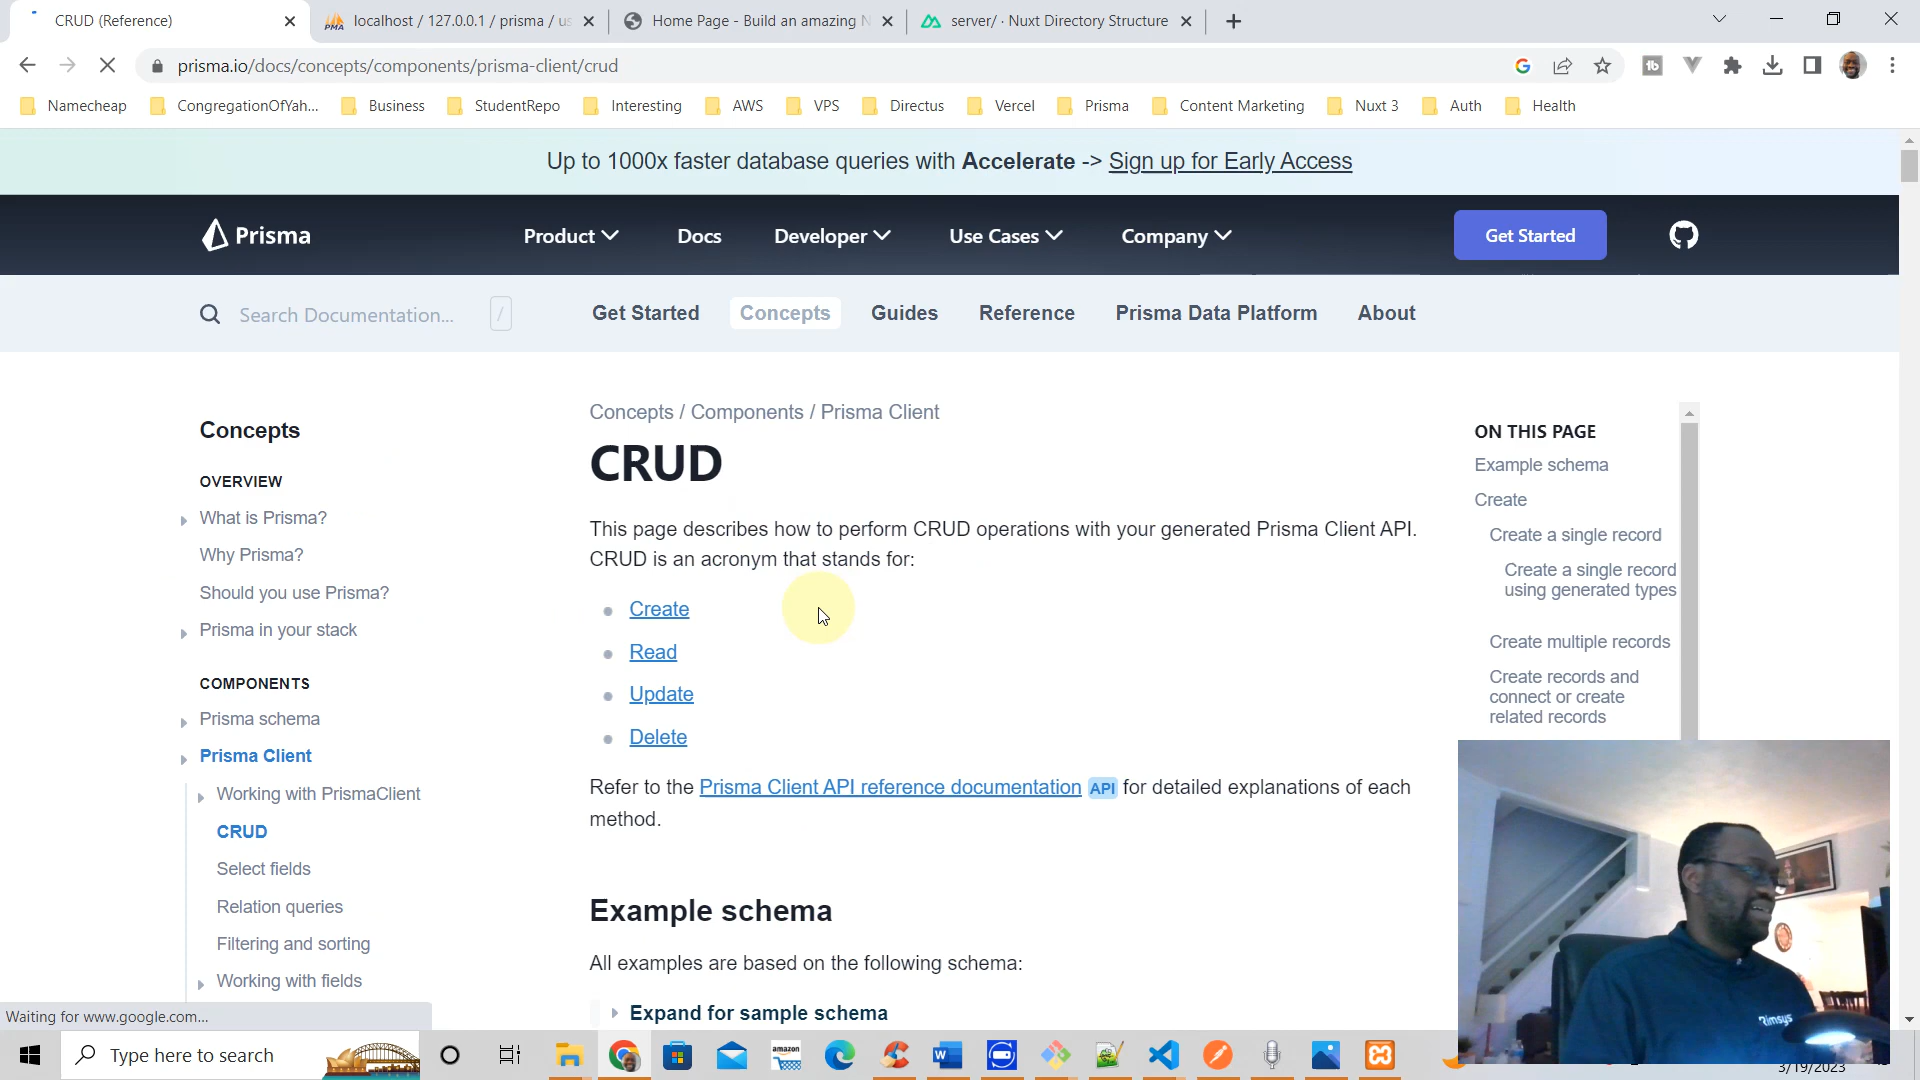 CRUD (Reference)
localhost / 127.0.0.1 / prisma / us
Home Page - Build an amazing N
server/ · Nuxt Directory Structure
prisma.io/docs/concepts/components/prisma-client/crud
Namecheap
CongregationOfYah...
Business
StudentRepo
Interesting
AWS
VPS
Directus
Vercel
Prisma
Content Marketing
Nuxt 3
Auth
Health
Up to 1000x faster database queries with Accelerate -> Sign up for Early Access
Prisma
Product
Docs
Developer
Use Cases
Company
Get Started
Search Documentation...
/
Get Started
Concepts
Guides
Reference
Prisma Data Platform
About
Concepts
OVERVIEW
What is Prisma?
Why Prisma?
Should you use Prisma?
Prisma in your stack
COMPONENTS
Prisma schema
Prisma Client
Working with PrismaClient
CRUD
Select fields
Relation queries
Filtering and sorting
Working with fields
Concepts / Components / Prisma Client
CRUD
This page describes how to perform CRUD operations with your generated Prisma Client API.
CRUD is an acronym that stands for:
Create
Read
Update
Delete
Refer to the Prisma Client API reference documentation API for detailed explanations of each
method.
Example schema
All examples are based on the following schema:
Expand for sample schema
ON THIS PAGE
Example schema
Create
Create a single record
Create a single record
using generated types
Create multiple records
Create records and
connect or create
related records
Rimsys
Waiting for www.google.com...
Type here to search
amazon
3/19/2023